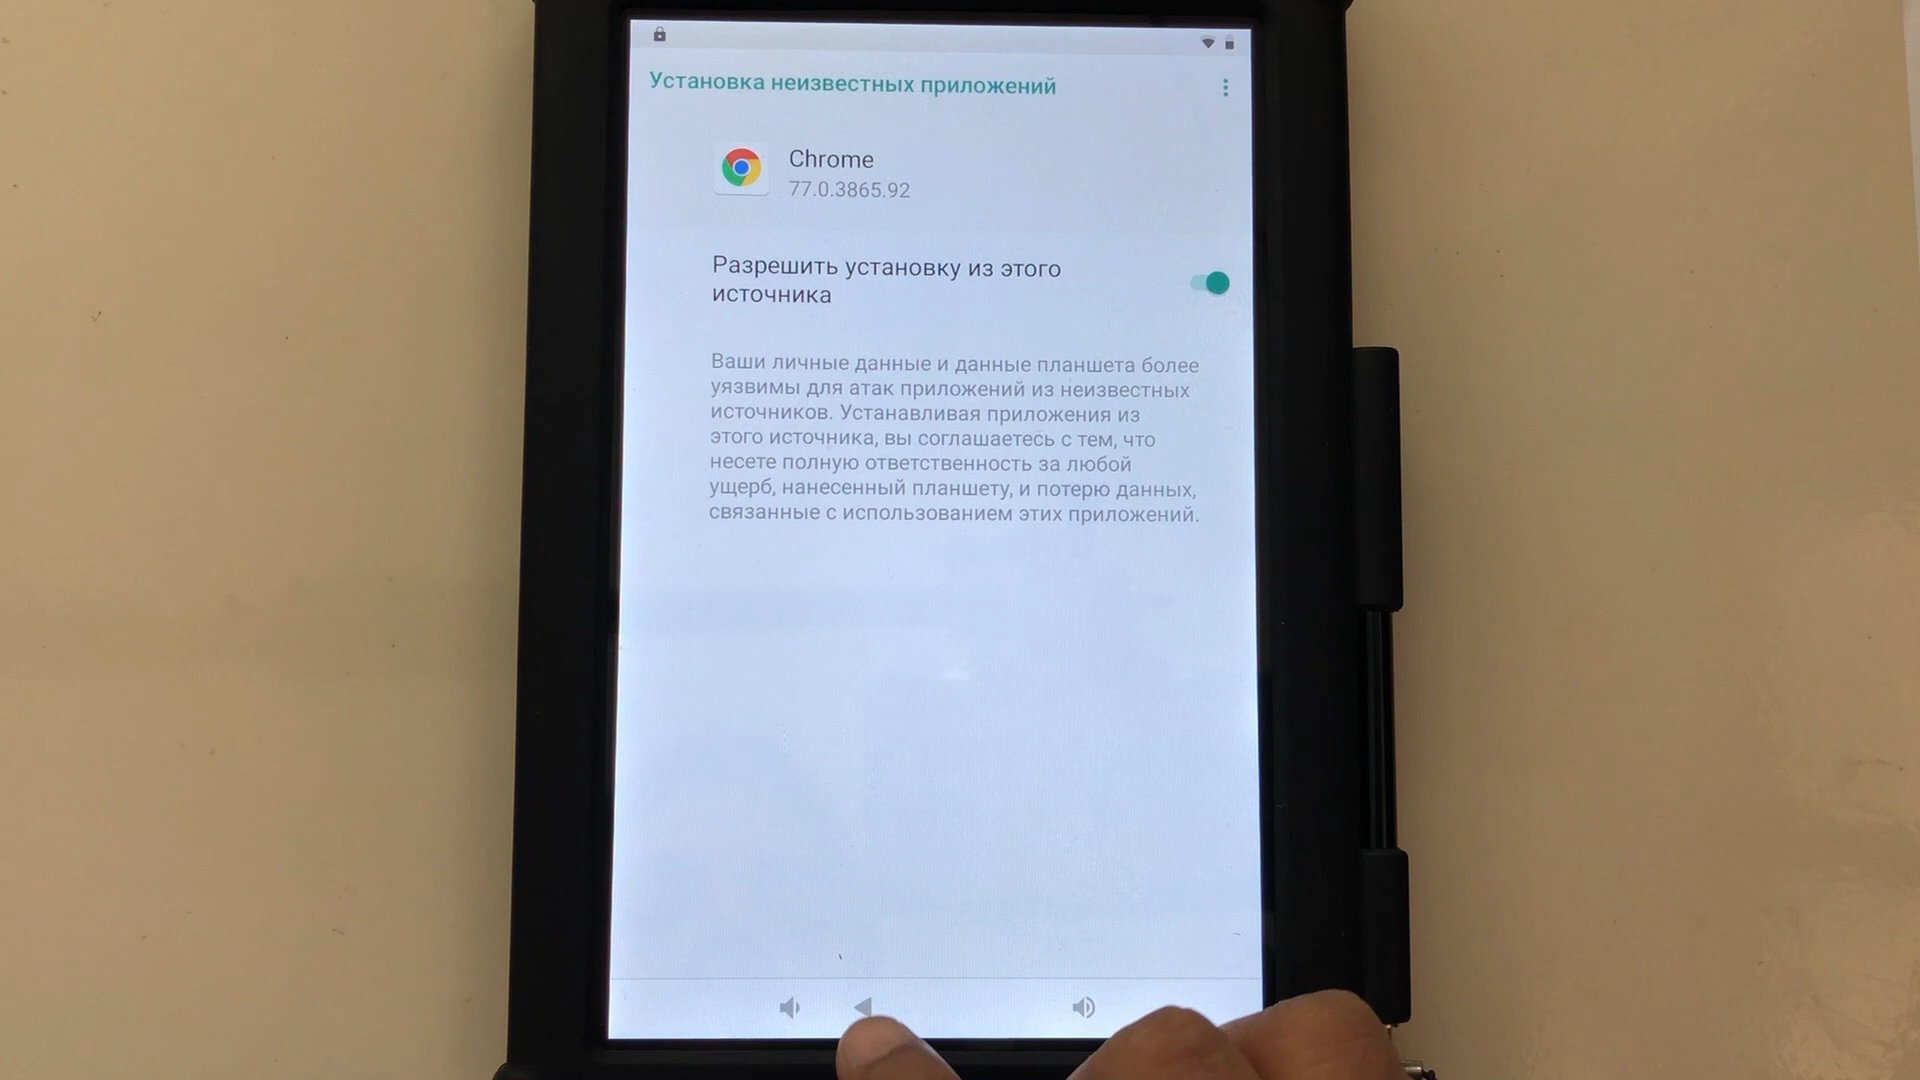 Установка неизвестных приложений
Chrome
77.0.3865.92
Разрешить установку из этого
источника
Ваши личные данные и данные планшета более
уязвимы для атак приложений из неизвестных
источников. Устанавливая приложения из
этого источника, вы соглашаетесь с тем, что
несете полную ответственность за любой
ущерб, нанесенный планшету, и потерю данных,
связанные с использованием этих приложений.